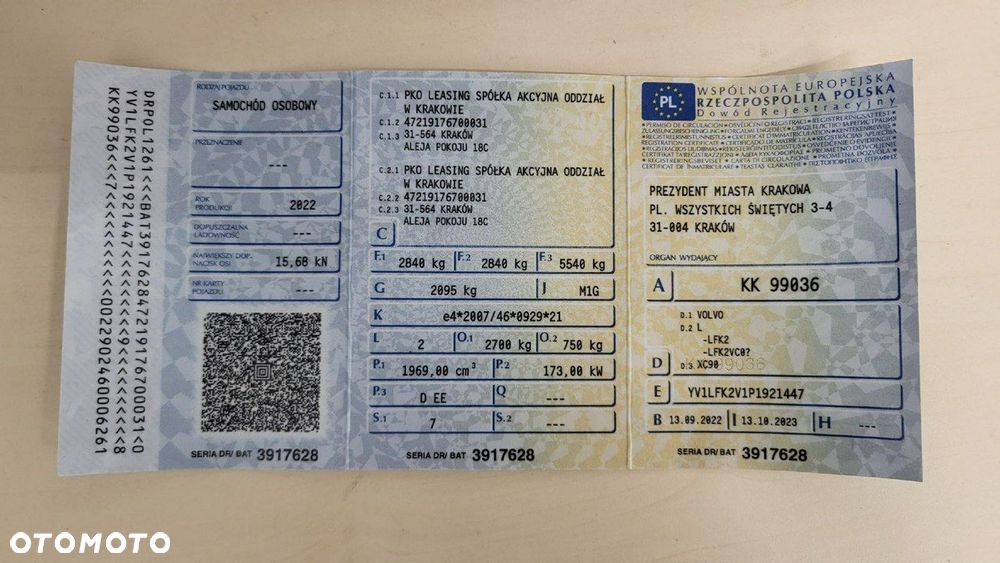 DRPOL1261<<BAT39176284721917670 0031<0
YV1LFK2V1P1921447<<<<<<<9<<<<<<<<8
KK99036<<7<<<<<<<<0022902460006261
RODZAJ POJAZDU
SAMOCHÓD OSOBOWY
PRZEZNACZENIE
---
ROK PRODUKCJI
2022
DOPUSZCZALNA ŁADOWNOŚĆ
---
NAJWIĘKSZY DOP. NACISK OSI
15,68 kN
NR KARTY POJAZDU
---
SERIA DR/ BAT 3917628
C.1.1 PKO LEASING SPÓŁKA AKCYJNA ODDZIAŁ
W KRAKOWIE
C.1.2 47219176700031
C.1.3 31-564 KRAKÓW
ALEJA POKOJU 18C
C.2.1 PKO LEASING SPÓŁKA AKCYJNA ODDZIAŁ
W KRAKOWIE
C.2.2 47219176700031
C.2.3 31-564 KRAKÓW
ALEJA POKOJU 18C
C
F.1 2840 kg F.2 2840 kg F.3 5540 kg
G 2095 kg J M1G
K e4*2007/46*0929*21
L 2 O.1 2700 kg O.2 750 kg
P.1 1969,00 cm³ P.2 173,00 kW
P.3 D EE Q ---
S.1 7 S.2 ---
SERIA DR/ BAT 3917628
PL
WSPÓLNOTA EUROPEJSKA
RZECZPOSPOLITA POLSKA
Dowód Rejestracyjny
PREZYDENT MIASTA KRAKOWA
PL. WSZYSTKICH ŚWIĘTYCH 3-4
31-004 KRAKÓW
ORGAN WYDAJĄCY
A KK 99036
D.1 VOLVO
D.2 L
-LFK2
-LFK2VC0?
D D.3 XC90
E YV1LFK2V1P1921447
B 13.09.2022 I 13.10.2023 H ---
SERIA DR/ BAT 3917628
OTOMOTO